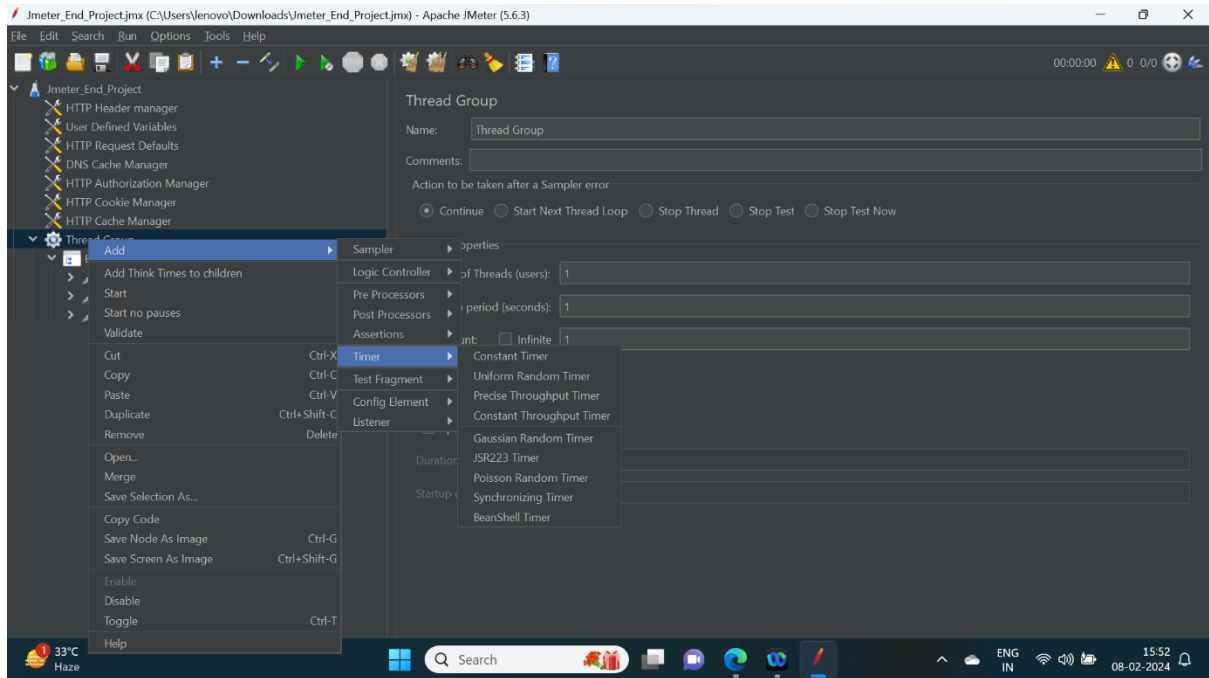 Jmeter_End_Project.jmx (C:\Users\lenovo\Downloads\Jmeter_End_Project.jmx) - Apache JMeter (5.6.3)
File Edit Search Run Options Tools Help
00:00:00 0 0/0
Jmeter_End_Project
HTTP Header manager
User Defined Variables
HTTP Request Defaults
DNS Cache Manager
HTTP Authorization Manager
HTTP Cookie Manager
HTTP Cache Manager
Thread Group
Add
Add Think Times to children
Start
Start no pauses
Validate
Cut Ctrl-X
Copy Ctrl-C
Paste Ctrl-V
Duplicate Ctrl+Shift-C
Remove Delete
Open...
Merge
Save Selection As...
Copy Code
Save Node As Image Ctrl-G
Save Screen As Image Ctrl+Shift-G
Enable
Disable
Toggle Ctrl-T
Help
Sampler
Logic Controller
Pre Processors
Post Processors
Assertions
Timer
Test Fragment
Config Element
Listener
Constant Timer
Uniform Random Timer
Precise Throughput Timer
Constant Throughput Timer
Gaussian Random Timer
JSR223 Timer
Poisson Random Timer
Synchronizing Timer
BeanShell Timer
Thread Group
Name: Thread Group
Comments:
Action to be taken after a Sampler error
Continue Start Next Thread Loop Stop Thread Stop Test Stop Test Now
operties
of Threads (users): 1
period (seconds): 1
unt: Infinite 1
Duration
Startup
1
33°C
Haze
Search
ENG
IN
15:52
08-02-2024